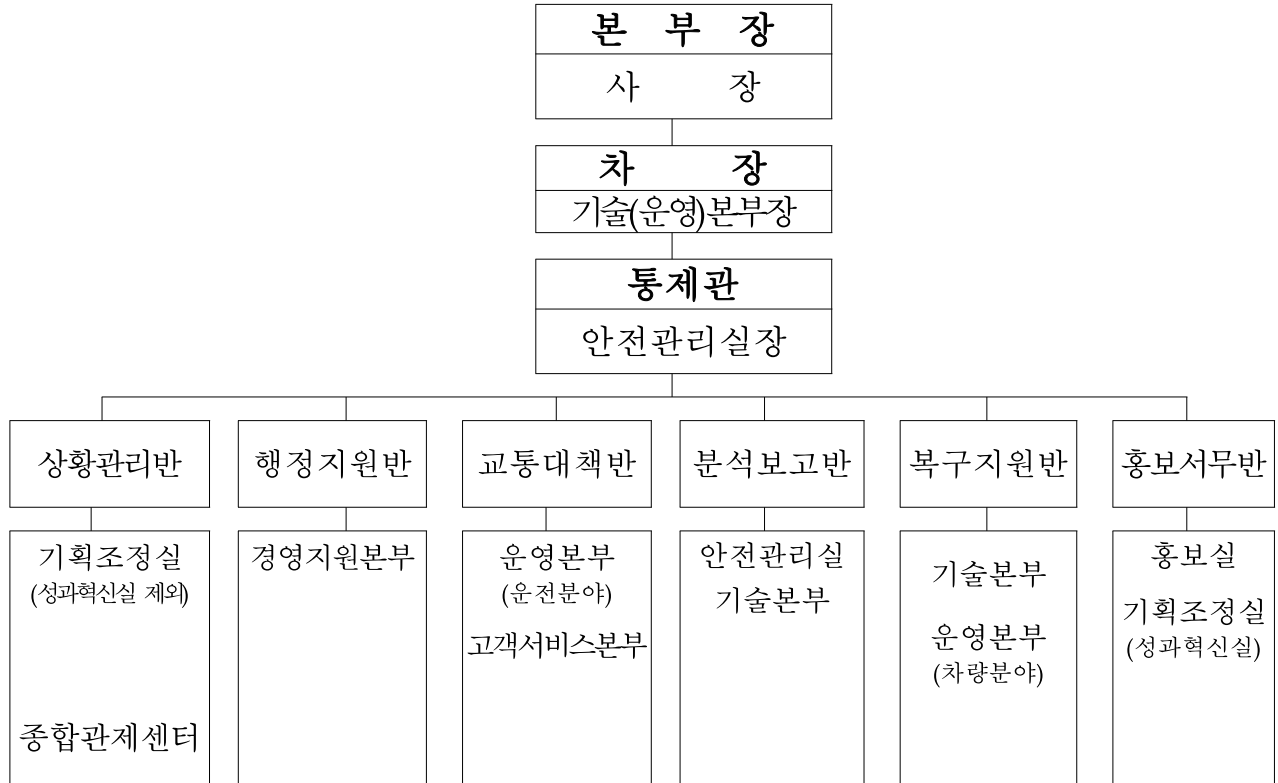 본 부 장
사 장
차 장
기술(운영)본부장
통제관
안전관리실장
상황관리반
행정지원반
교통대책반
분석보고반
복구지원반
홍보서무반
기획조정실
(성과혁신실 제외)
종합관제센터
경영지원본부
운영본부
(운전분야)
고객서비스본부
안전관리실
기술본부
기술본부
운영본부
(차량분야)
홍보실
기획조정실
(성과혁신실)